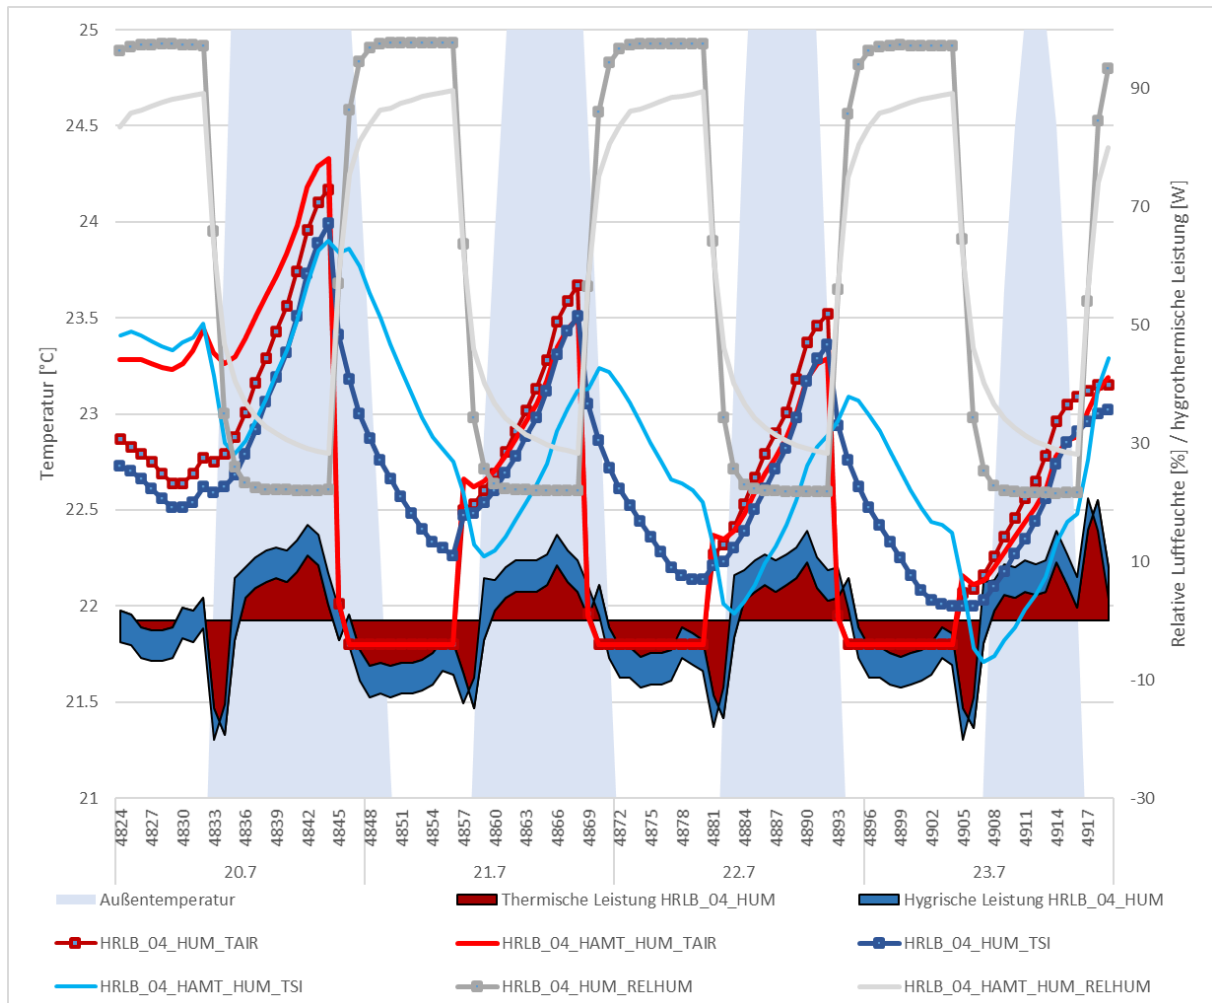 25
24.5
24
23.5
23
22.5
22
21.5
21
Temperatur [°C]
90
70
50
30
10
-10
-30
Relative Luftfeuchte [%] / hygrothermische Leistung [W]
4824 4827 4830 4833 4836 4839 4842 4845 4848 4851 4854 4857 4860 4863 4866 4869 4872 4875 4878 4881 4884 4887 4890 4893 4896 4899 4902 4905 4908 4911 4914 4917
20.7 21.7 22.7 23.7
Außentemperatur Thermische Leistung HRLB_04_HUM Hygrische Leistung HRLB_04_HUM
HRLB_04_HUM_TAIR HRLB_04_HAMT_HUM_TAIR HRLB_04_HUM_TSI
HRLB_04_HAMT_HUM_TSI HRLB_04_HUM_RELHUM HRLB_04_HAMT_HUM_RELHUM